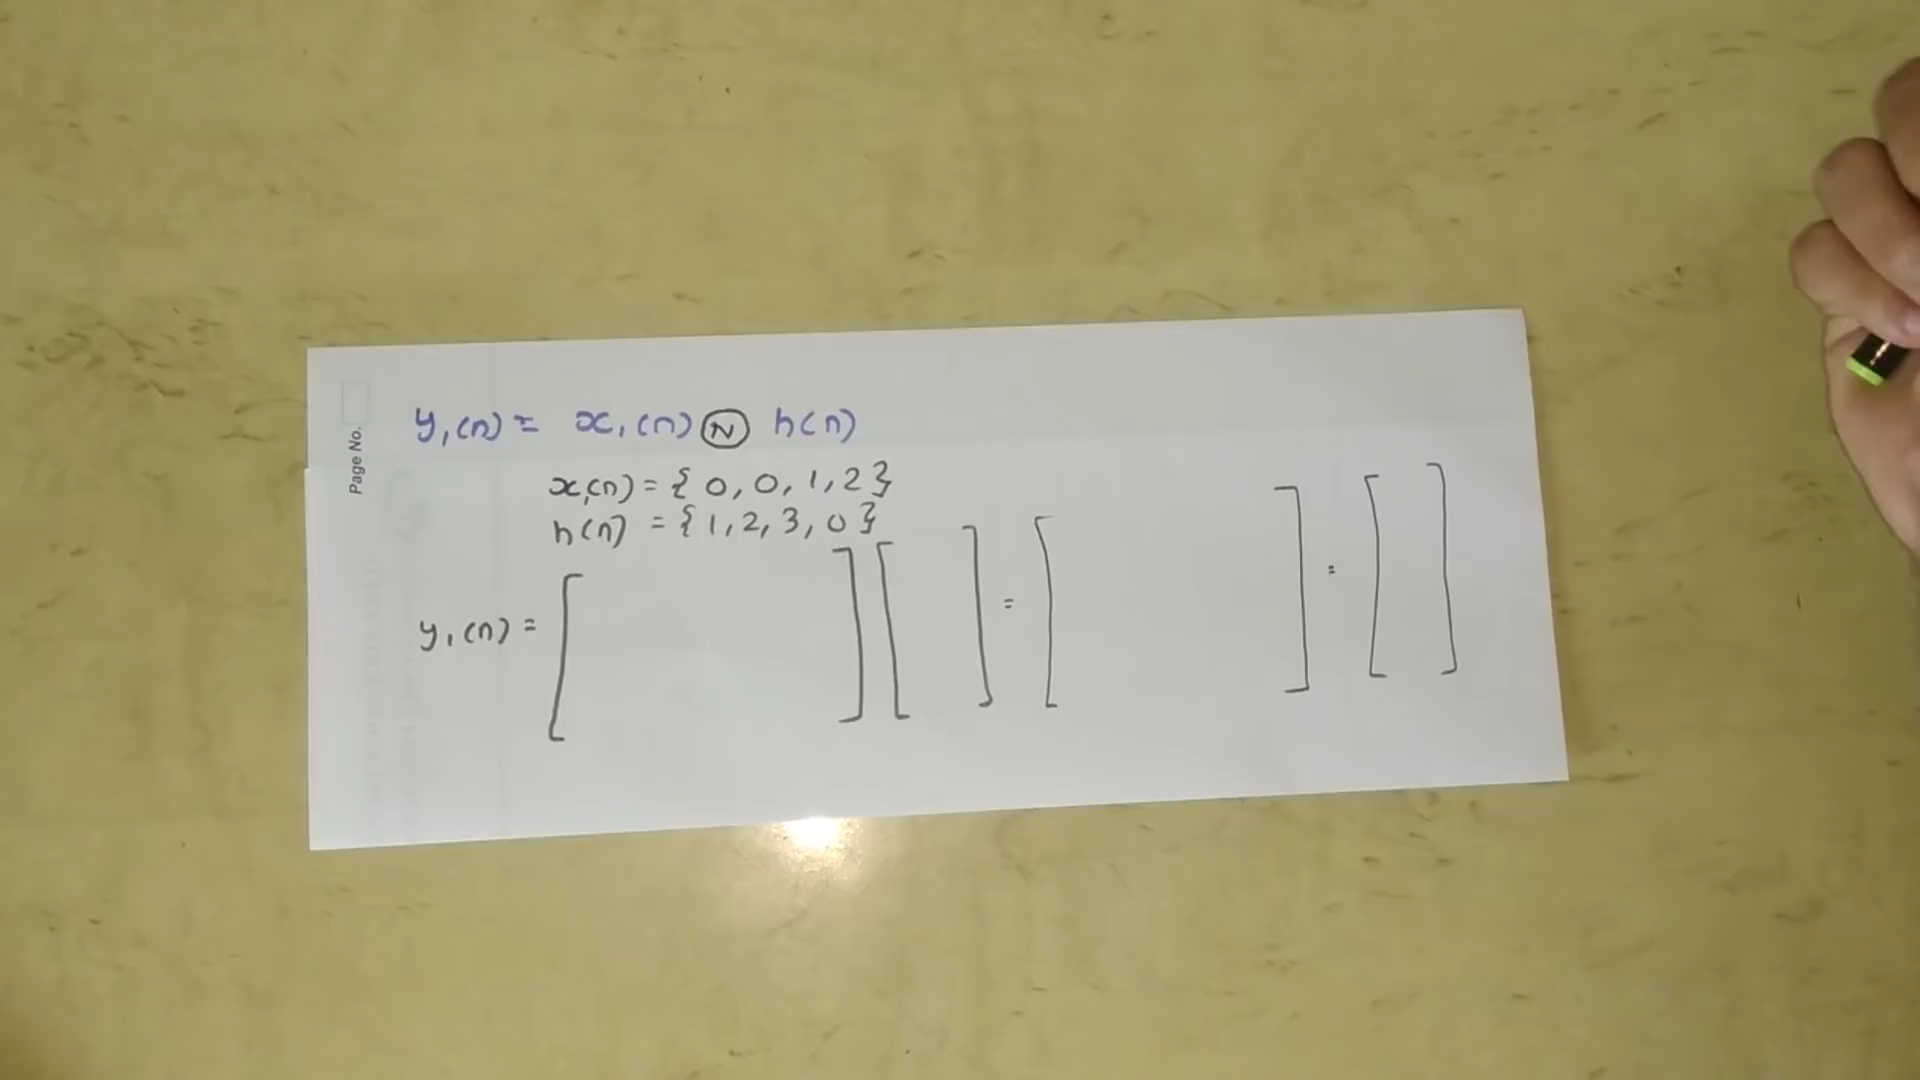 Page No.
y₁(n) = x₁(n) Ⓝ h(n)
x₁(n) = { 0, 0, 1, 2 }
h(n) = { 1, 2, 3, 0 }
y₁(n) = [ ] [ ] = [ ] = [ ]